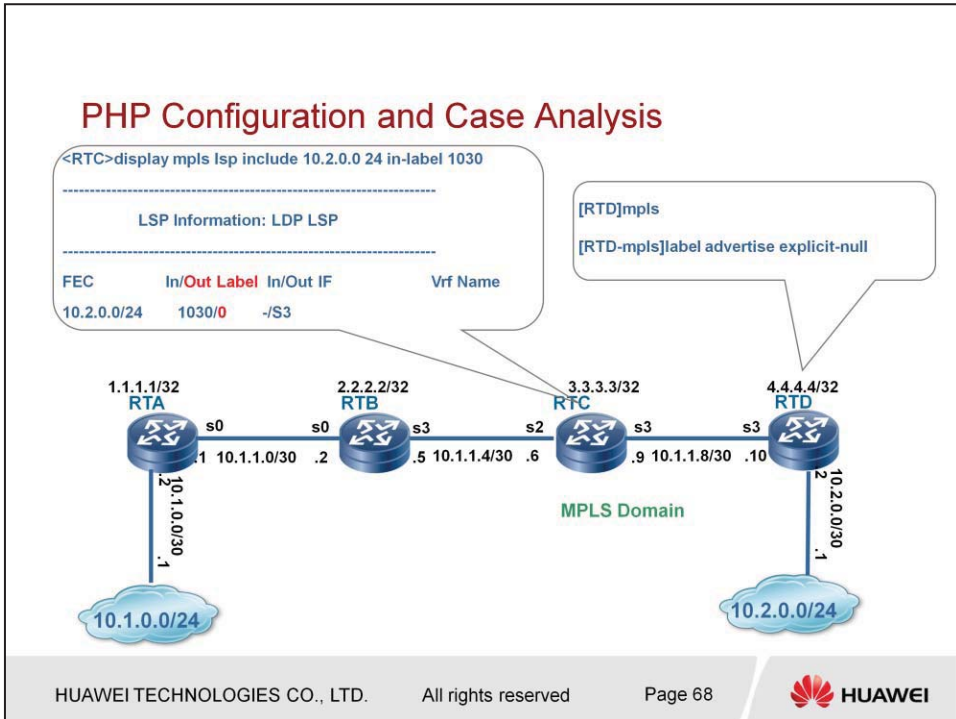 PHP Configuration and Case Analysis
<RTC>display mpls lsp include 10.2.0.0 24 in-label 1030
---------------------------------------------------------------------
LSP Information: LDP LSP
---------------------------------------------------------------------
FEC In/Out Label In/Out IF Vrf Name
10.2.0.0/24 1030/0 -/S3
[RTD]mpls
[RTD-mpls]label advertise explicit-null
1.1.1.1/32 2.2.2.2/32 3.3.3.3/32 4.4.4.4/32
RTA RTB RTC RTD
s0 s0 s3 s2 s3 s3
.1 10.1.1.0/30 .2 .5 10.1.1.4/30 .6 .9 10.1.1.8/30 .10
.2 10.1.0.0/30 .1
.2 10.2.0.0/30 .1
MPLS Domain
10.1.0.0/24 10.2.0.0/24
HUAWEI TECHNOLOGIES CO., LTD. All rights reserved Page 68 HUAWEI